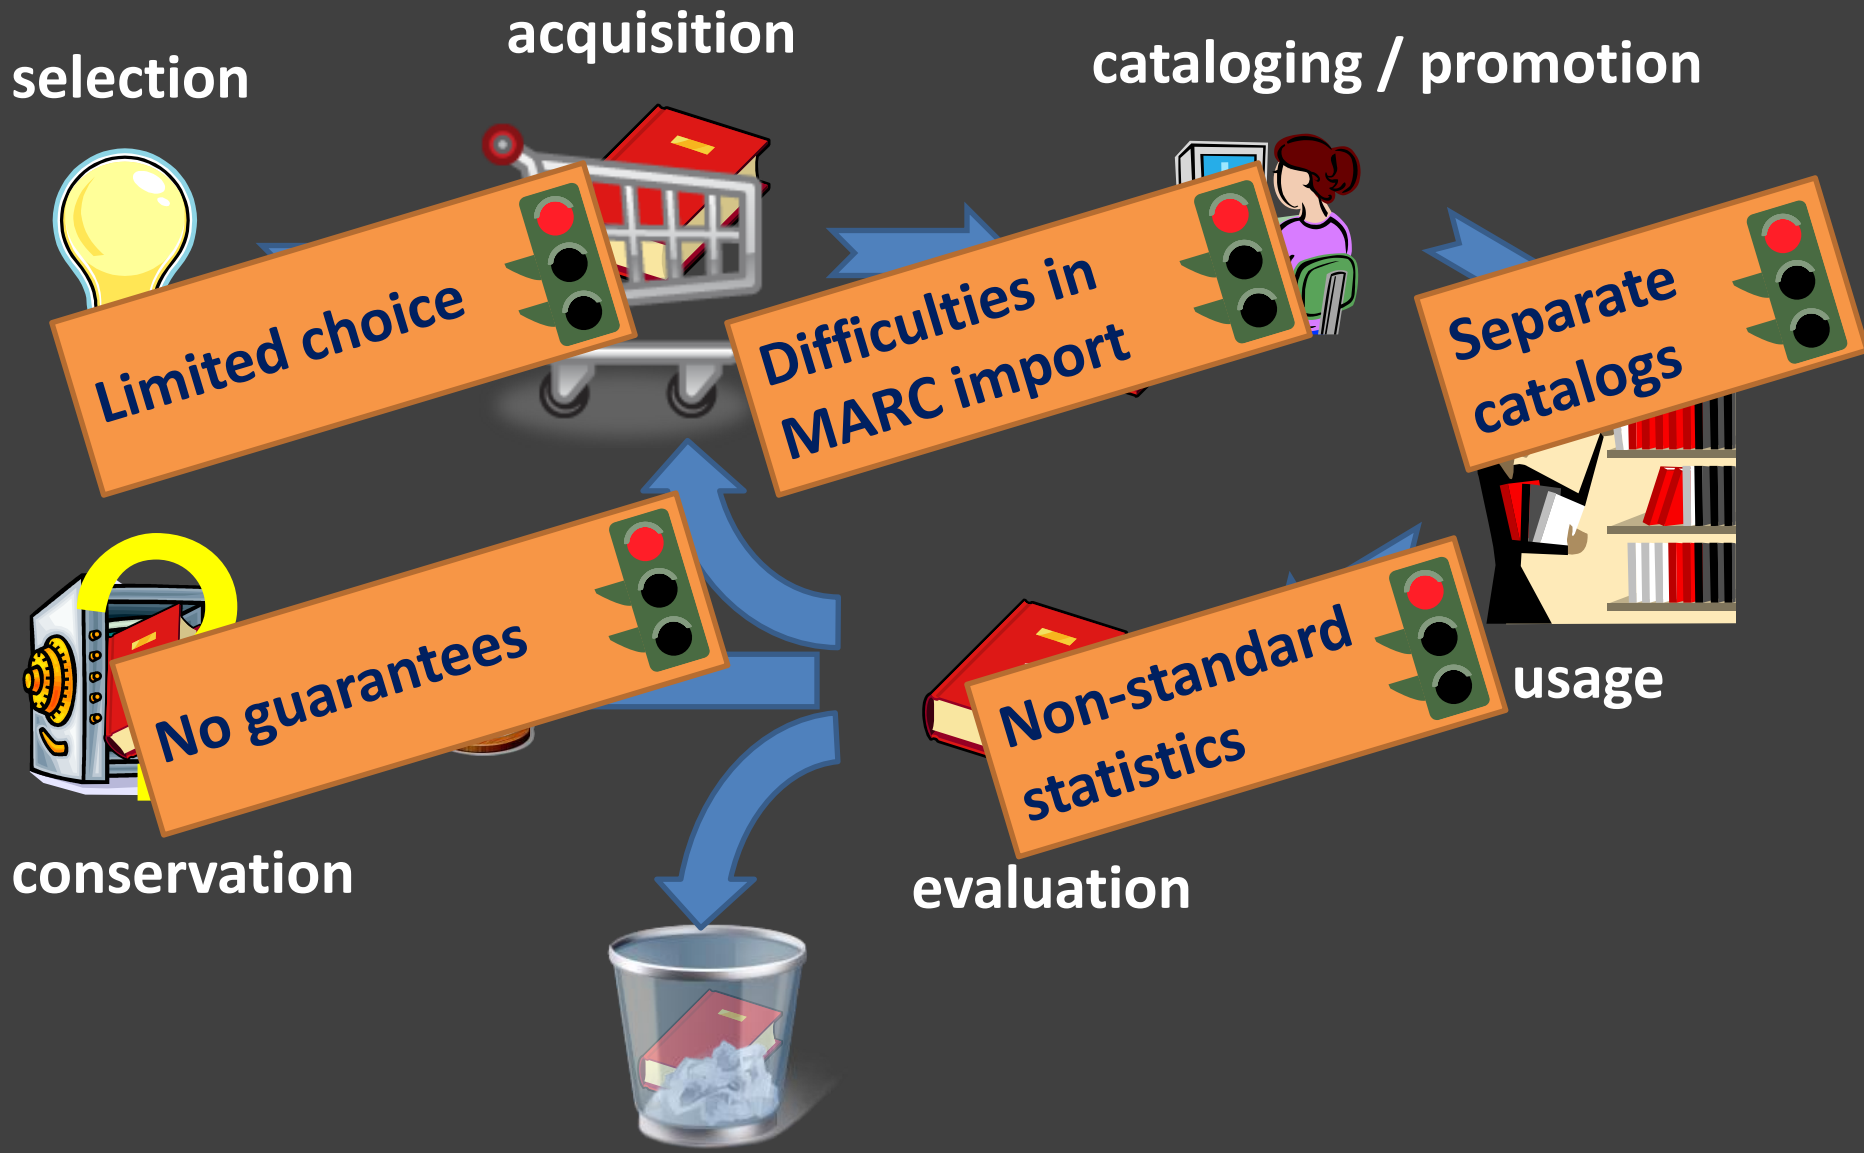 selection
acquisition
cataloging / promotion
Limited choice
Difficulties in
MARC import
Separate
catalogs
No guarantees
Non-standard
statistics
usage
conservation
evaluation